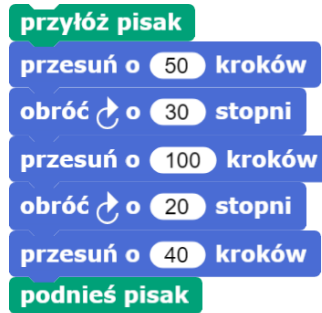 przyłóż pisak
przesuń o 50 kroków
obróć o 30 stopni
przesuń o 100 kroków
obróć o 20 stopni
przesuń o 40 kroków
podnieś pisak